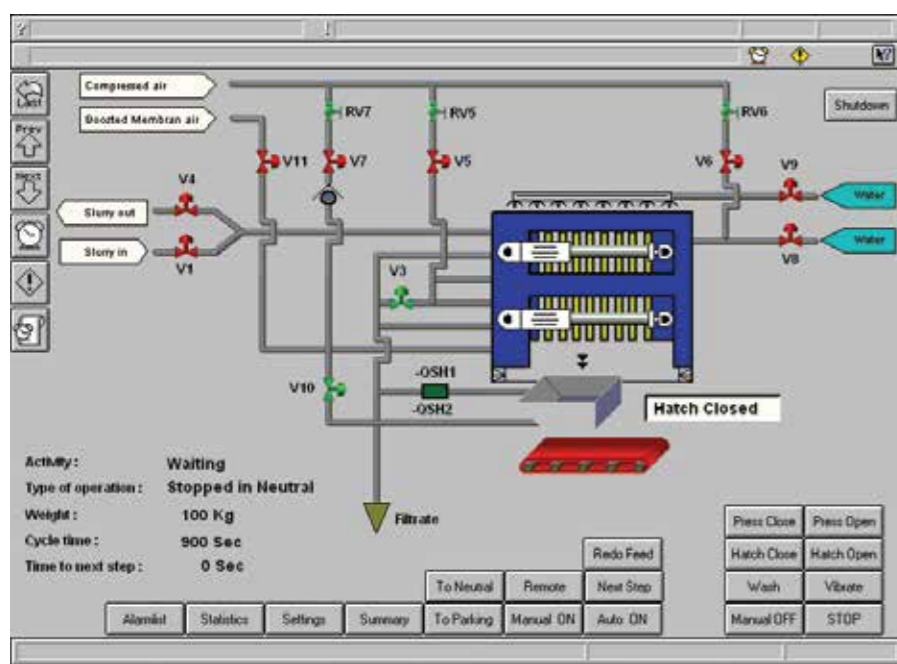 ?
!
Last
Compressed air
Boosted Membran air
RV7
RV5
RV6
Shutdown
Prev
V11
V7
V5
V6
V9
Next
V4
Water
Slurry out
Slurry in
V1
Water
V8
V3
-QSH1
-QSH2
V10
Hatch Closed
Activity :
Waiting
Type of operation :
Stopped in Neutral
Weight :
100 Kg
Filtrate
Cycle time :
900 Sec
Time to next step :
0 Sec
Press Close
Press Open
Redo Feed
Hatch Close
Hatch Open
To Neutral
Remote
Next Step
Wash
Vibrate
Alarmlist
Statistics
Settings
Summary
To Parking
Manual ON
Auto ON
Manual OFF
STOP